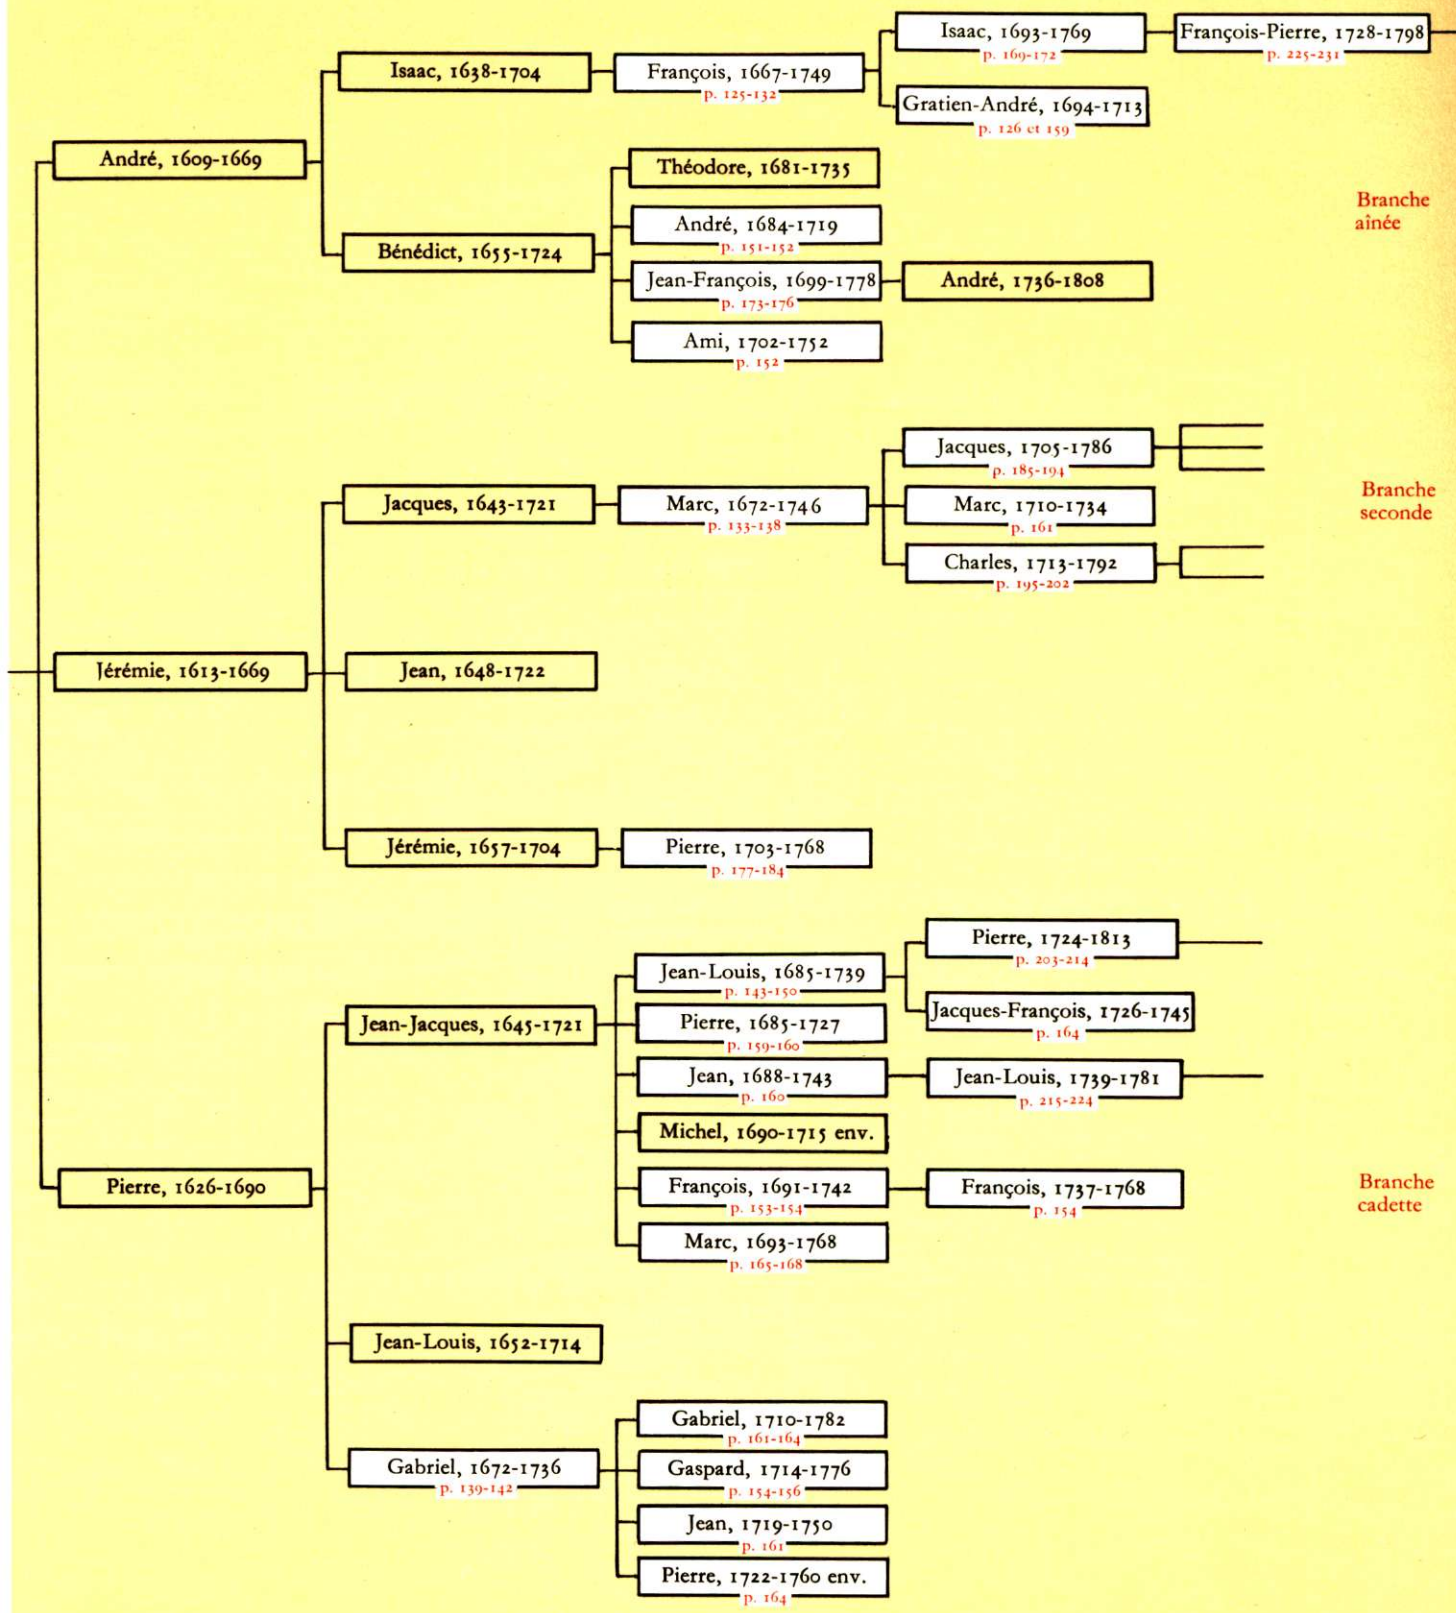 Isaac, 1693-1769
p. 169-172
François-Pierre, 1728-1798
p. 225-231
Isaac, 1638-1704
François, 1667-1749
p. 125-132
Gratien-André, 1694-1713
p. 126 et 159
André, 1609-1669
Théodore, 1681-1735
André, 1684-1719
p. 151-152
Branche
aînée
Bénédict, 1655-1724
Jean-François, 1699-1778
p. 173-176
André, 1736-1808
Ami, 1702-1752
p. 152
Jacques, 1705-1786
p. 185-194
Jacques, 1643-1721
Marc, 1672-1746
p. 133-138
Marc, 1710-1734
p. 161
Branche
seconde
Charles, 1713-1792
p. 195-202
Jérémie, 1613-1669
Jean, 1648-1722
Jérémie, 1657-1704
Pierre, 1703-1768
p. 177-184
Pierre, 1724-1813
p. 203-214
Jean-Louis, 1685-1739
p. 143-150
Jacques-François, 1726-1745
p. 164
Jean-Jacques, 1645-1721
Pierre, 1685-1727
p. 159-160
Jean, 1688-1743
p. 160
Jean-Louis, 1739-1781
p. 215-224
Michel, 1690-1715 env.
Pierre, 1626-1690
François, 1691-1742
p. 153-154
François, 1737-1768
p. 154
Branche
cadette
Marc, 1693-1768
p. 165-168
Jean-Louis, 1652-1714
Gabriel, 1710-1782
p. 161-164
Gabriel, 1672-1736
p. 139-142
Gaspard, 1714-1776
p. 154-156
Jean, 1719-1750
p. 161
Pierre, 1722-1760 env.
p. 164